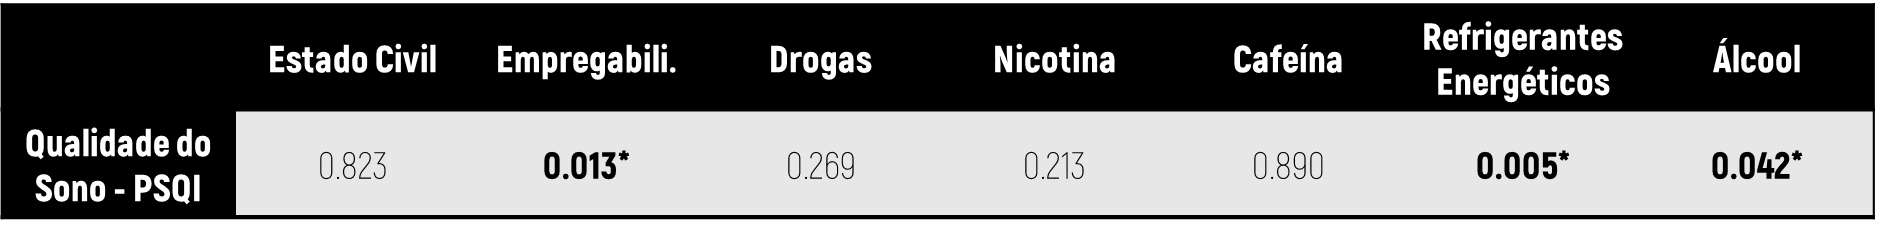 Estado Civil Empregabili. Drogas Nicotina Cafeína Refrigerantes
Energéticos Álcool
Qualidade do
Sono - PSQI 0.823 0.013* 0.269 0.213 0.890 0.005* 0.042*